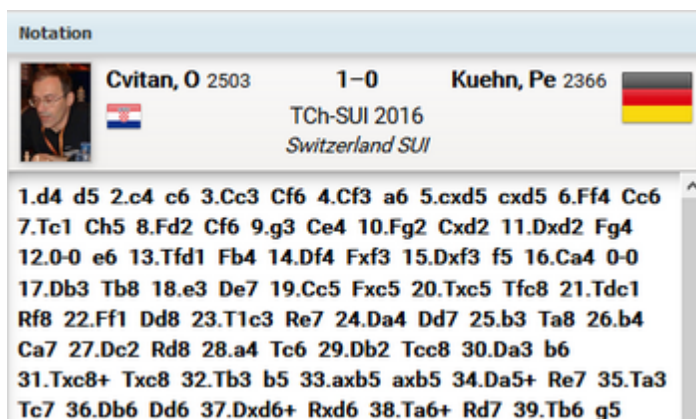 Notation
Cvitan, O 2503 1–0 Kuehn, Pe 2366
TCh-SUI 2016
Switzerland SUI
1.d4 d5 2.c4 c6 3.Cc3 Cf6 4.Cf3 a6 5.cxd5 cxd5 6.Ff4 Cc6
7.Tc1 Ch5 8.Fd2 Cf6 9.g3 Ce4 10.Fg2 Cxd2 11.Dxd2 Fg4
12.0-0 e6 13.Tfd1 Fb4 14.Df4 Fxf3 15.Dxf3 f5 16.Ca4 0-0
17.Db3 Tb8 18.e3 De7 19.Cc5 Fxc5 20.Txc5 Tfc8 21.Tdc1
Rf8 22.Ff1 Dd8 23.T1c3 Re7 24.Da4 Dd7 25.b3 Ta8 26.b4
Ca7 27.Dc2 Rd8 28.a4 Tc6 29.Db2 Tcc8 30.Da3 b6
31.Txc8+ Txc8 32.Tb3 b5 33.axb5 axb5 34.Da5+ Re7 35.Ta3
Tc7 36.Db6 Dd6 37.Dxd6+ Rxd6 38.Ta6+ Rd7 39.Tb6 g5